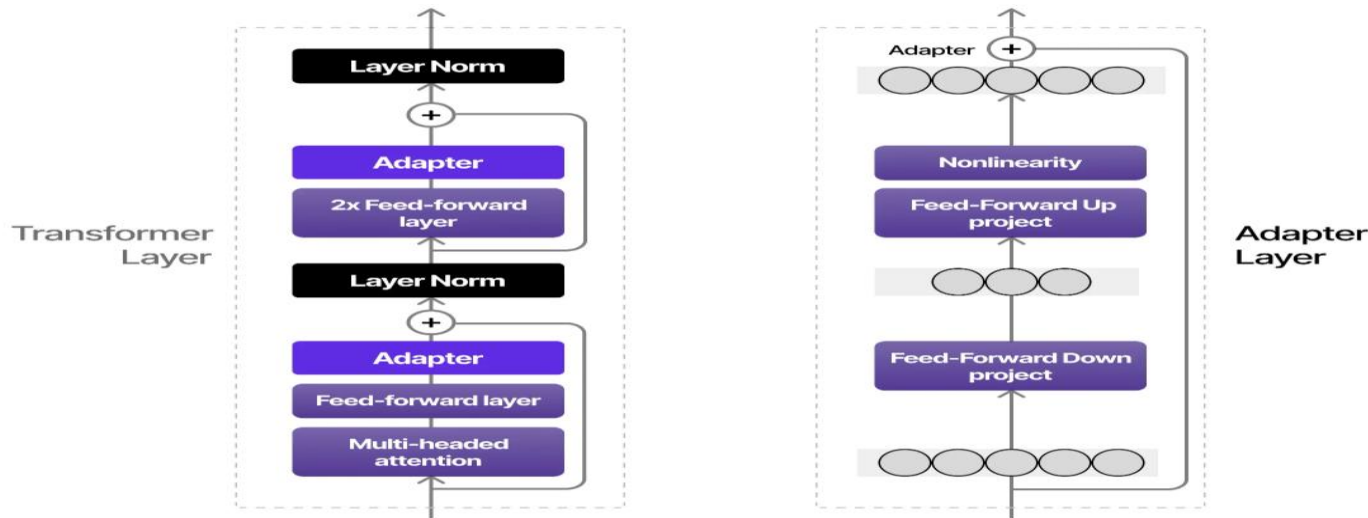 Transformer
Layer
Layer Norm
+
Adapter
2x Feed-forward
layer
Layer Norm
+
Adapter
Feed-forward layer
Multi-headed
attention
Adapter
+
Nonlinearity
Feed-Forward Up
project
Feed-Forward Down
project
Adapter
Layer